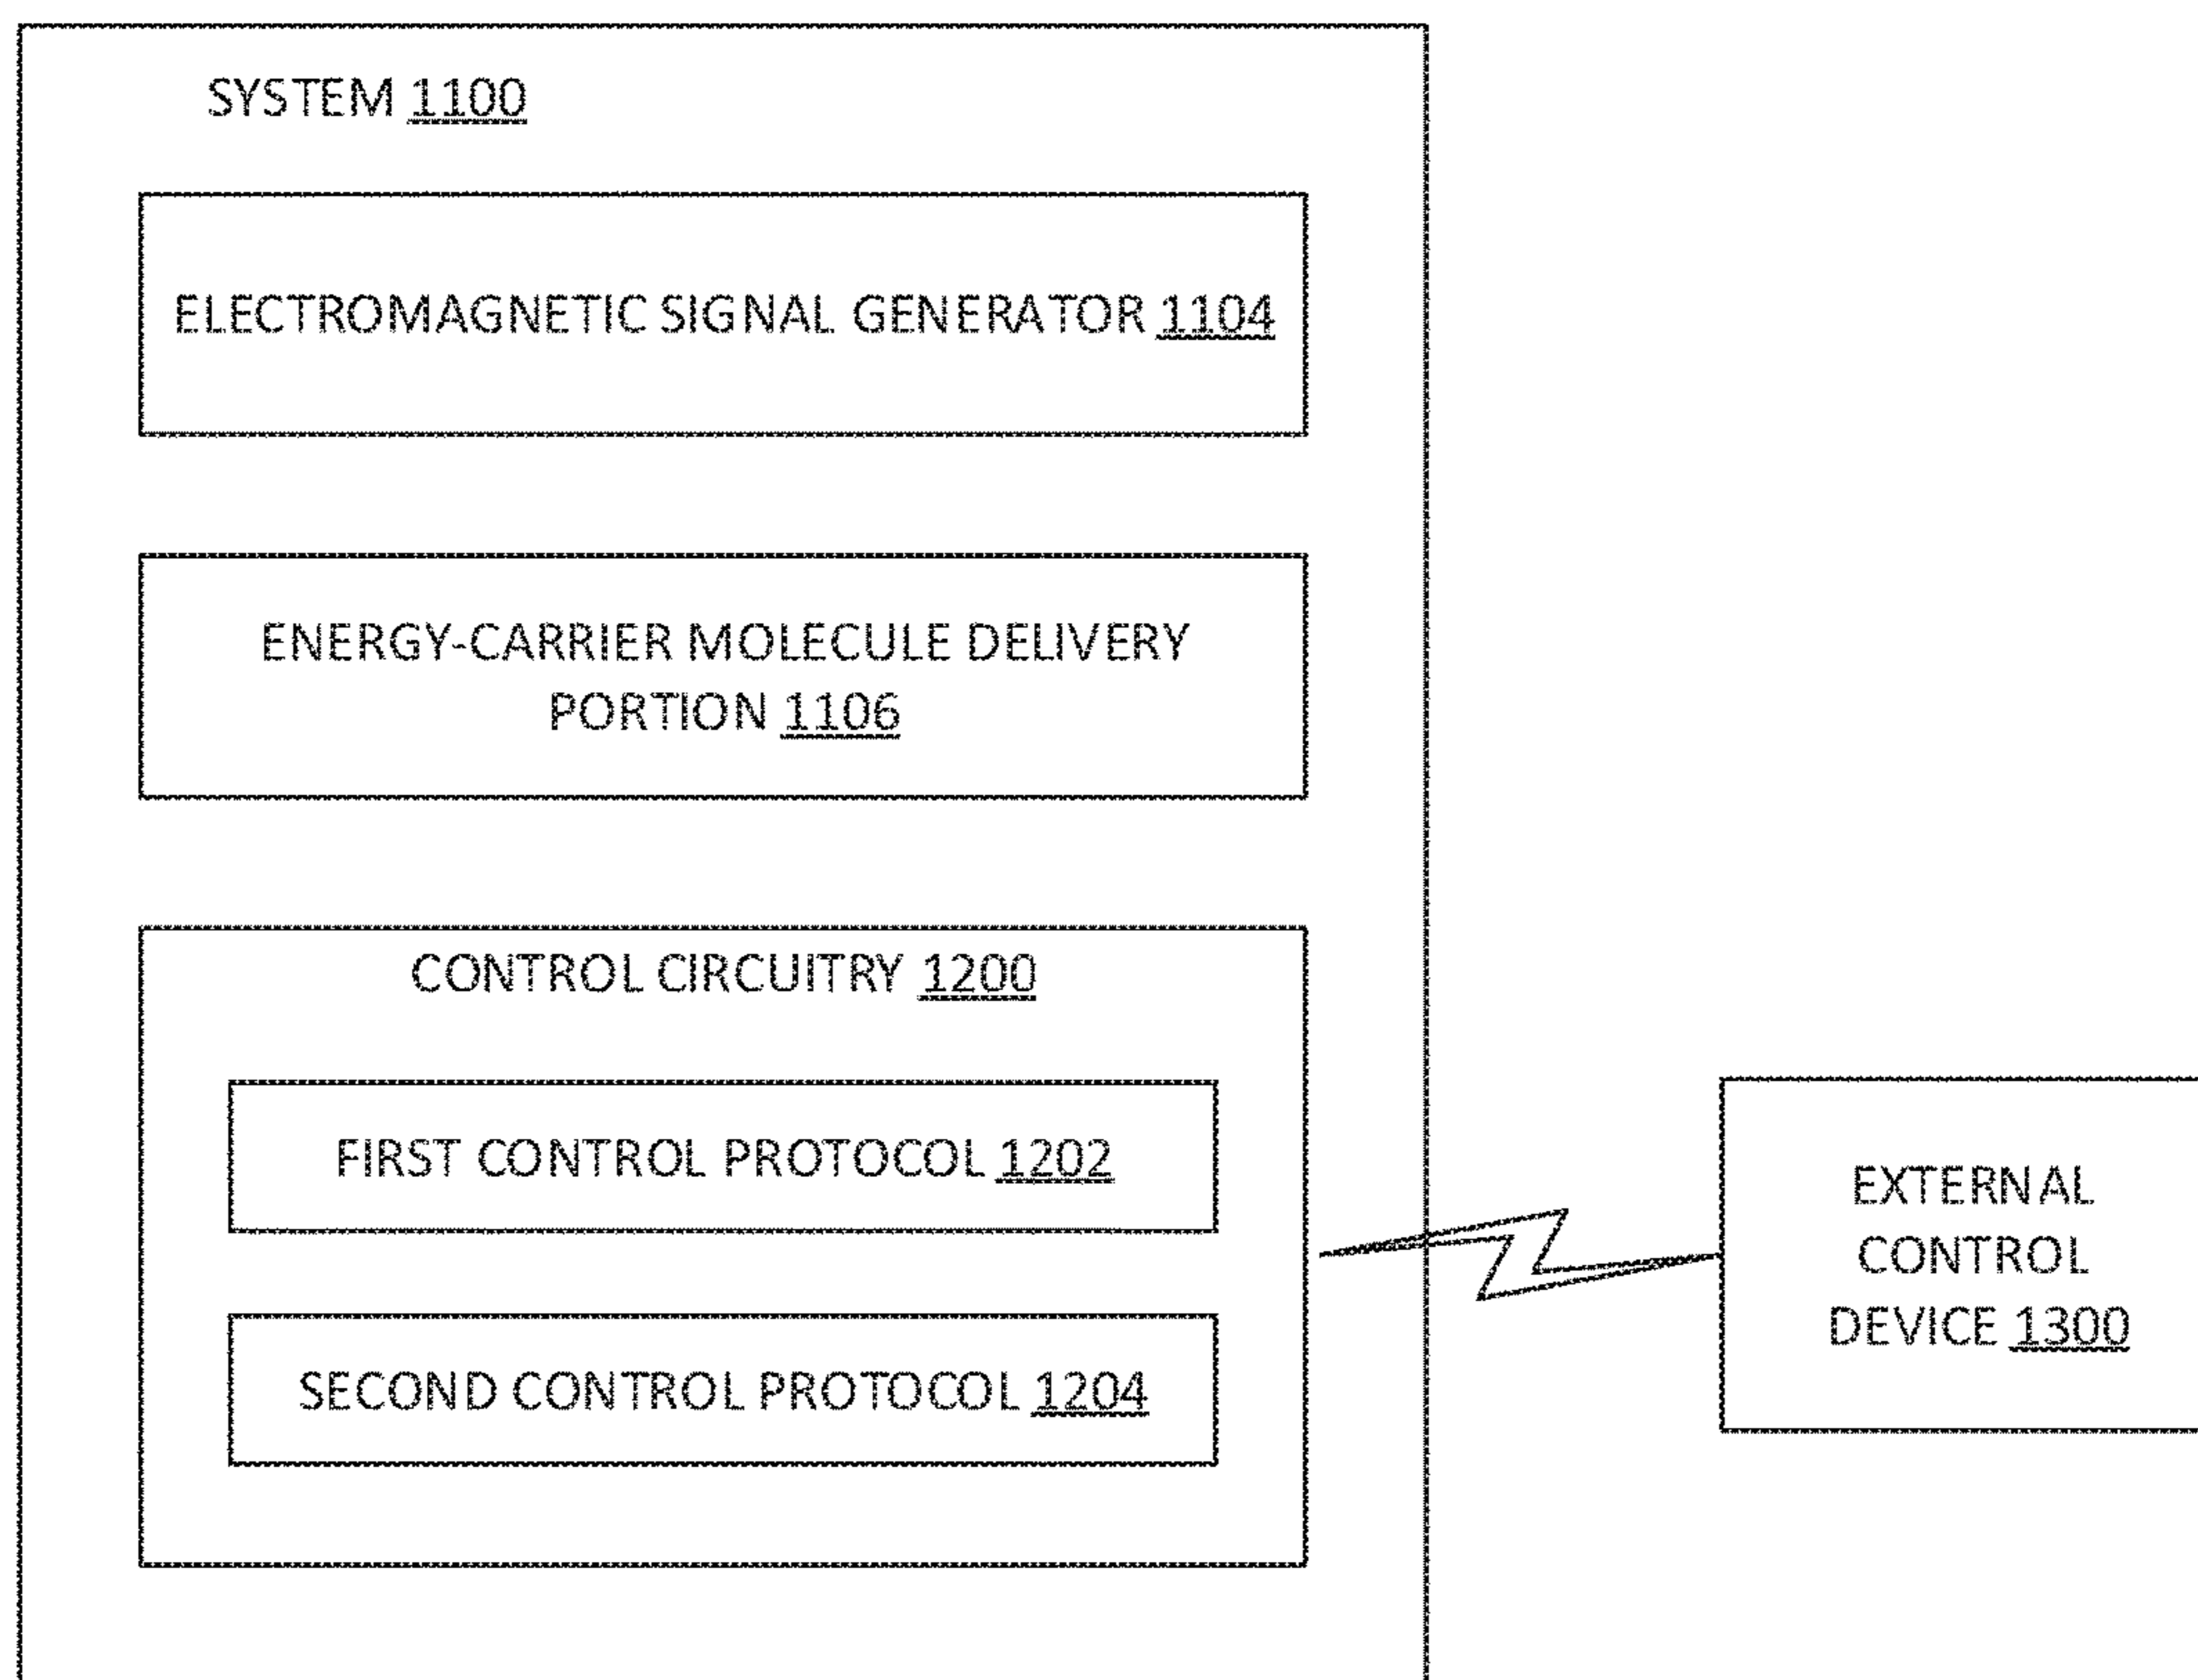 SYSTEM 1100
ELECTROMAGNETIC SIGNAL GENERATOR 1104
ENERGY-CARRIER MOLECULE DELIVERY
PORTION 1106
CONTROL CIRCUITRY 1200
FIRST CONTROL PROTOCOL 1202
SECOND CONTROL PROTOCOL 1204
EXTERNAL
CONTROL
DEVICE 1300